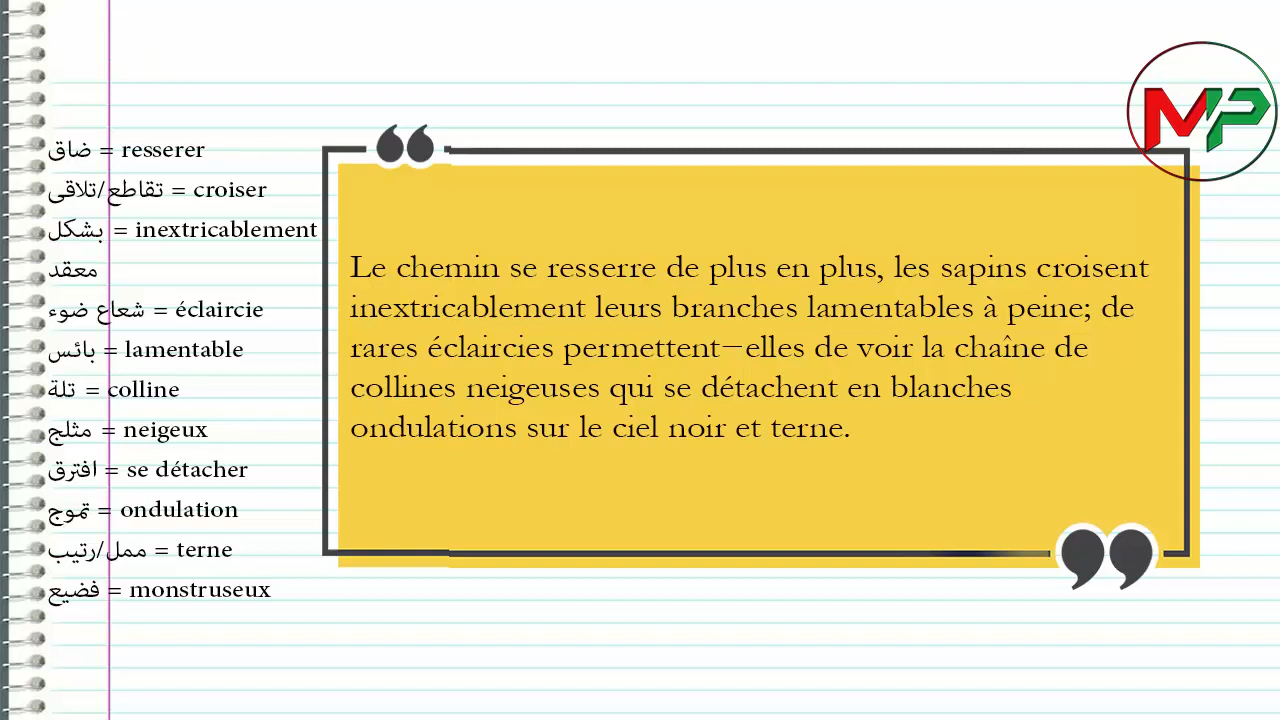 MP
ضاق = resserer
تقاطع/تلاقى = croiser
بشكل = inextricablement
معقد
شعاع ضوء = éclaircie
بائس = lamentable
تلة = colline
مثلج = neigeux
افترق = se détacher
تموج = ondulation
ممل/رتيب = terne
فضيع = monstruseux
Le chemin se resserre de plus en plus, les sapins croisent
inextricablement leurs branches lamentables à peine; de
rares éclaircies permettent−elles de voir la chaîne de
collines neigeuses qui se détachent en blanches
ondulations sur le ciel noir et terne.